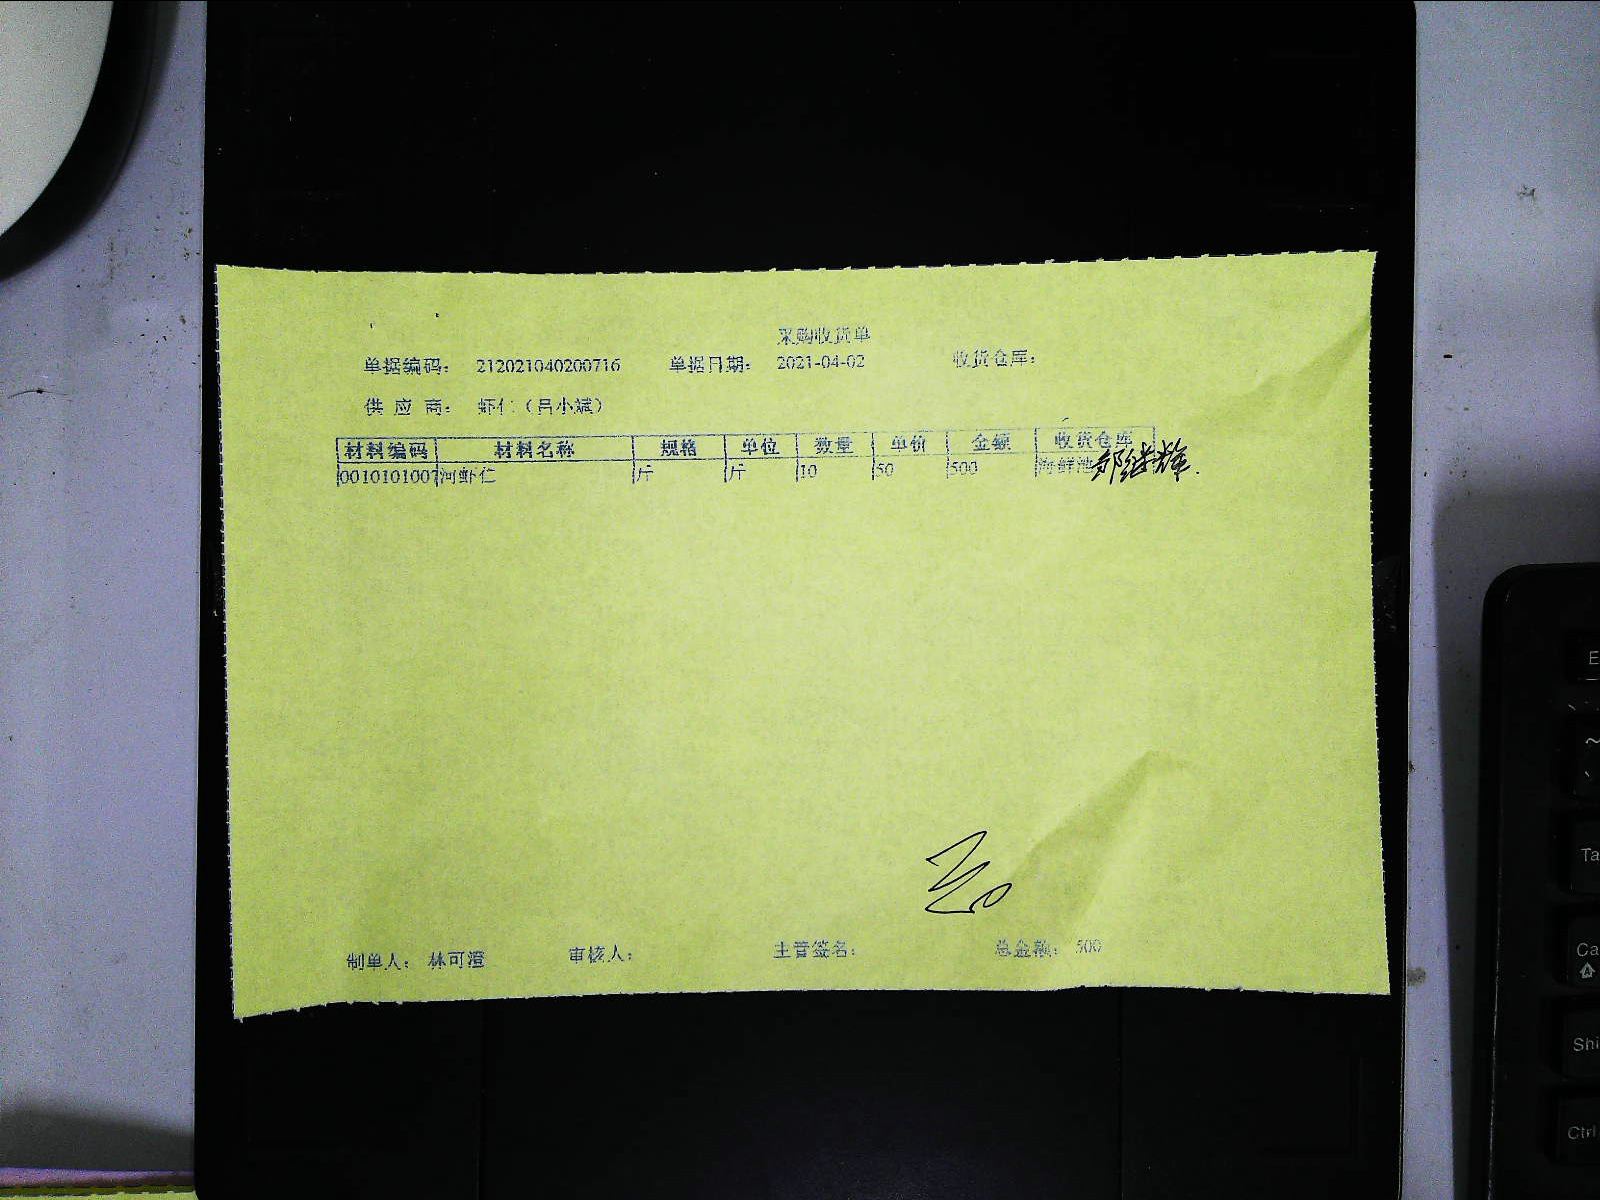 采购收货单
单据编码： 212021040200716 单据日期： 2021-04-02 收货仓库：
供 应 商： 虾仁（吕小斌）
材料编码 材料名称 规格 单位 数量 单价 金额 收货仓库
0010101007 河虾仁 斤 斤 10 50 500 海鲜池
制单人： 林可澄 审核人： 主管签名： 总金额： 500
E
~
Ta
Ca
Shi
Ctrl